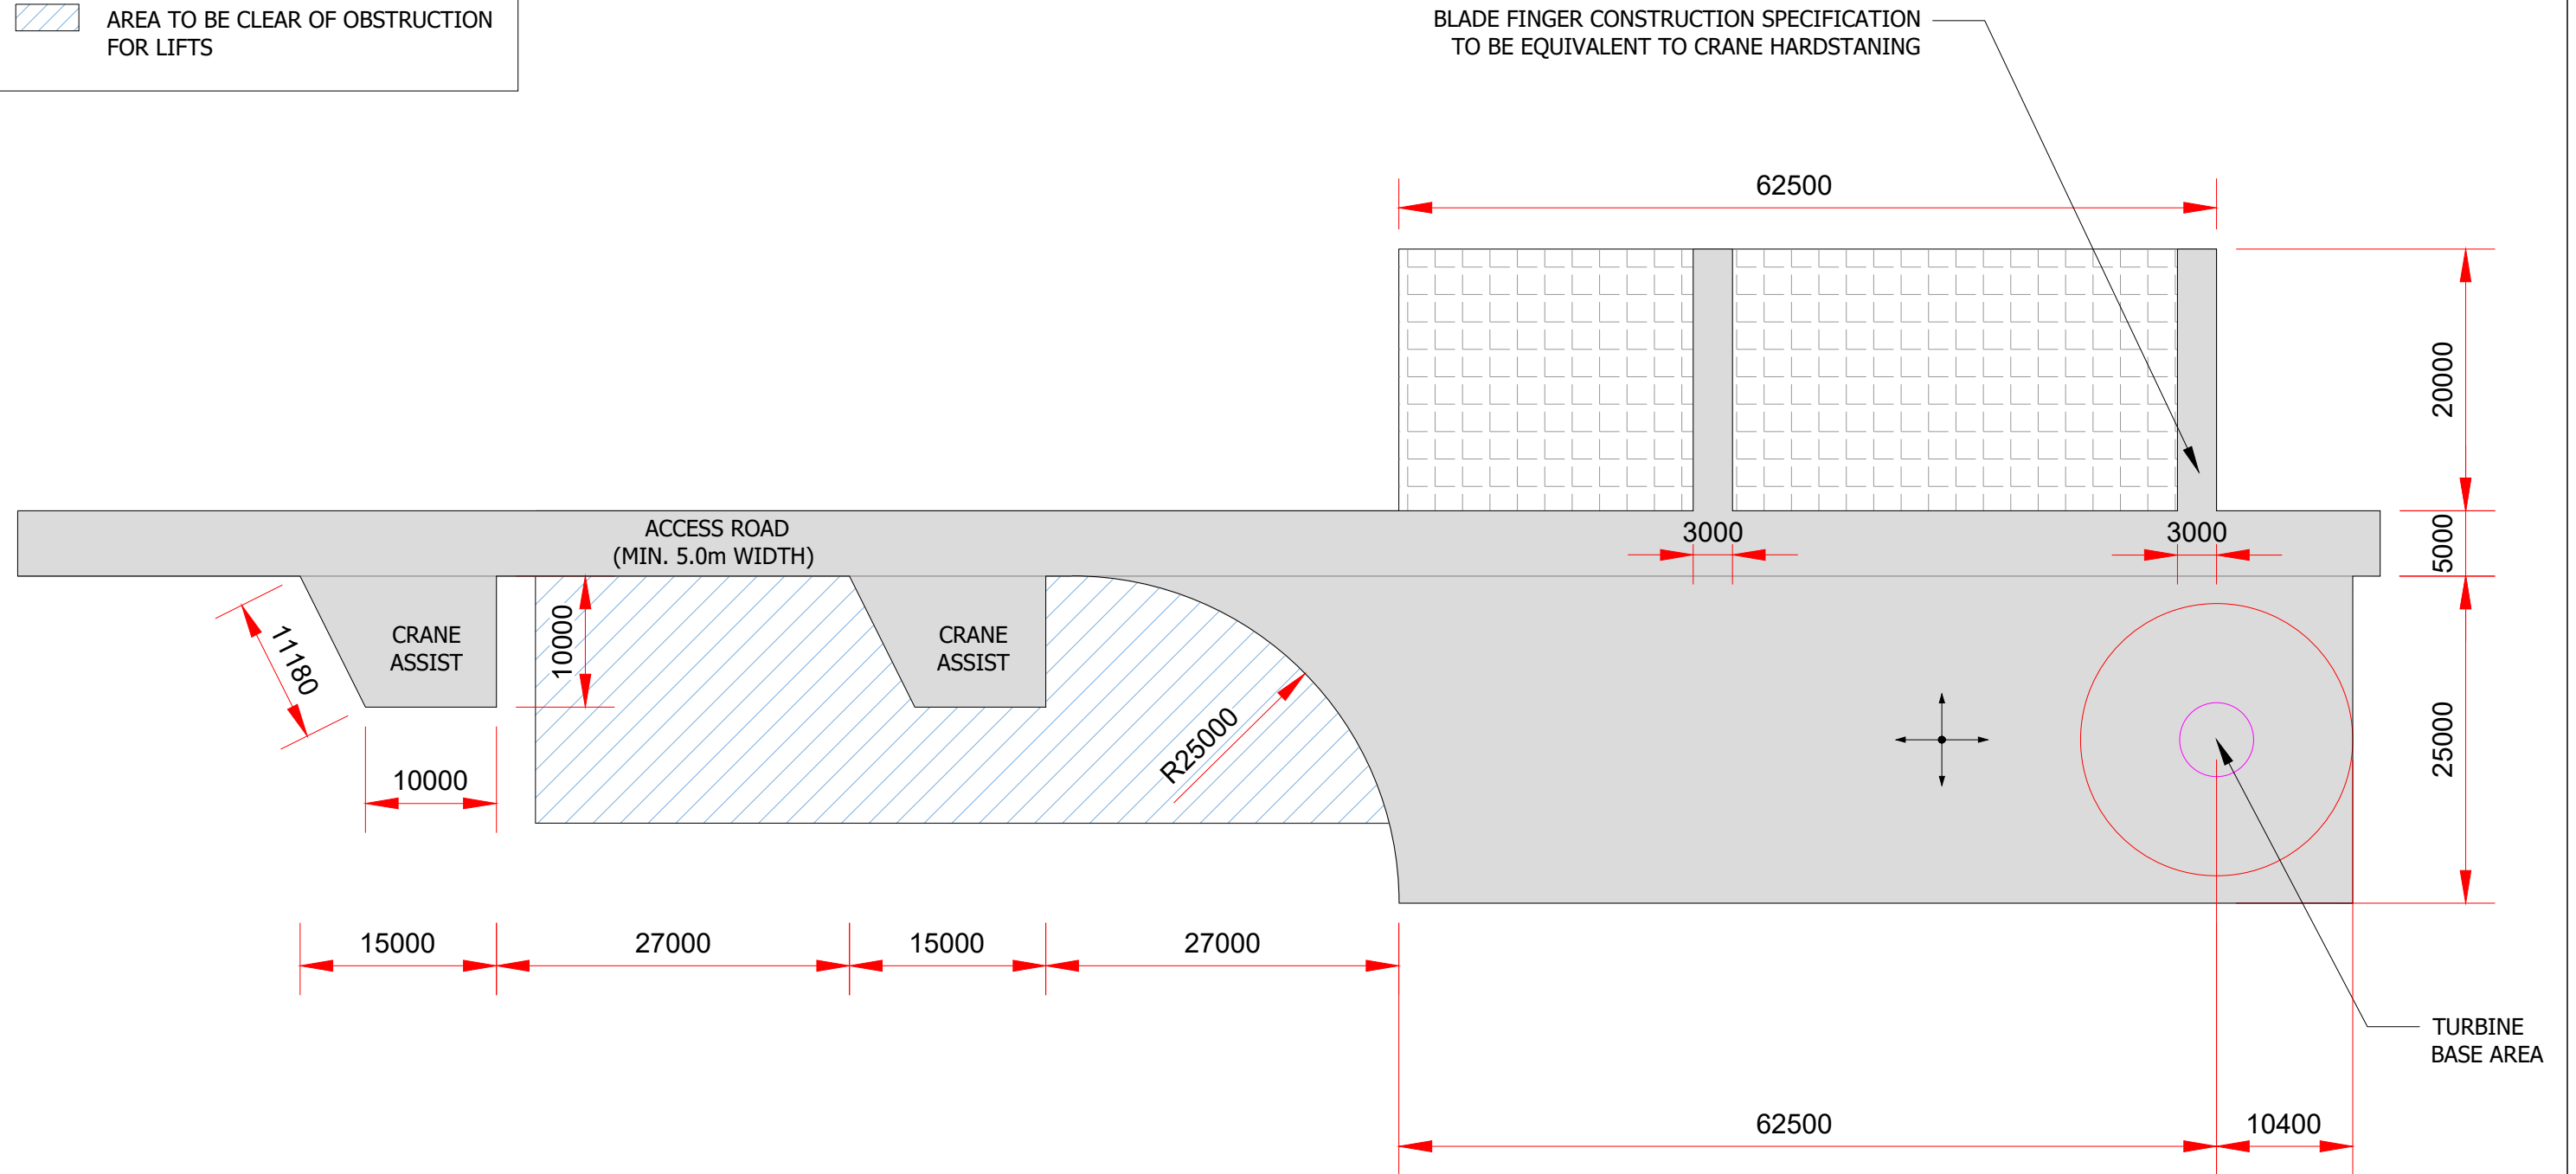 AREA TO BE CLEAR OF OBSTRUCTION
FOR LIFTS
BLADE FINGER CONSTRUCTION SPECIFICATION
TO BE EQUIVALENT TO CRANE HARDSTANING
62500
20000
ACCESS ROAD
(MIN. 5.0m WIDTH)
3000
3000
5000
CRANE
ASSIST
11180
10000
CRANE
ASSIST
R25000
25000
10000
15000
27000
15000
27000
TURBINE
BASE AREA
62500
10400